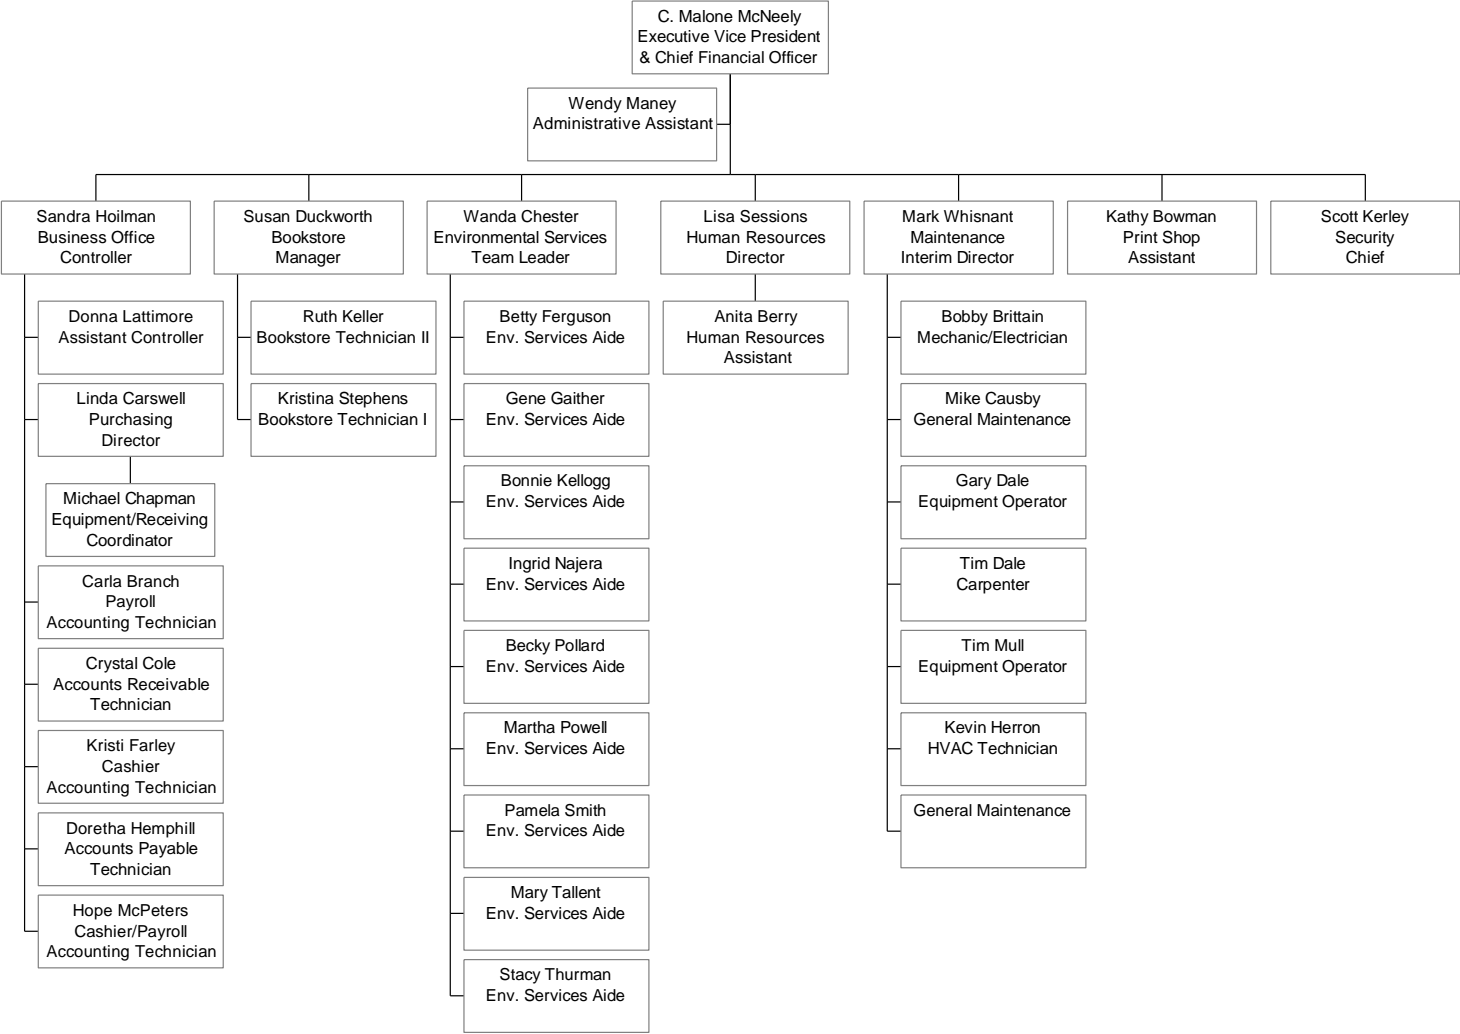 C. Malone McNeely
Executive Vice President
& Chief Financial Officer
Wendy Maney
Administrative Assistant
Sandra Hoilman
Business Office
Controller
Susan Duckworth
Bookstore
Manager
Wanda Chester
Environmental Services
Team Leader
Lisa Sessions
Human Resources
Director
Mark Whisnant
Maintenance
Interim Director
Kathy Bowman
Print Shop
Assistant
Scott Kerley
Security
Chief
Donna Lattimore
Assistant Controller
Linda Carswell
Purchasing
Director
Michael Chapman
Equipment/Receiving
Coordinator
Carla Branch
Payroll
Accounting Technician
Crystal Cole
Accounts Receivable
Technician
Kristi Farley
Cashier
Accounting Technician
Doretha Hemphill
Accounts Payable
Technician
Hope McPeters
Cashier/Payroll
Accounting Technician
Ruth Keller
Bookstore Technician II
Kristina Stephens
Bookstore Technician I
Betty Ferguson
Env. Services Aide
Gene Gaither
Env. Services Aide
Bonnie Kellogg
Env. Services Aide
Ingrid Najera
Env. Services Aide
Becky Pollard
Env. Services Aide
Martha Powell
Env. Services Aide
Pamela Smith
Env. Services Aide
Mary Tallent
Env. Services Aide
Stacy Thurman
Env. Services Aide
Anita Berry
Human Resources
Assistant
Bobby Brittain
Mechanic/Electrician
Mike Causby
General Maintenance
Gary Dale
Equipment Operator
Tim Dale
Carpenter
Tim Mull
Equipment Operator
Kevin Herron
HVAC Technician
General Maintenance